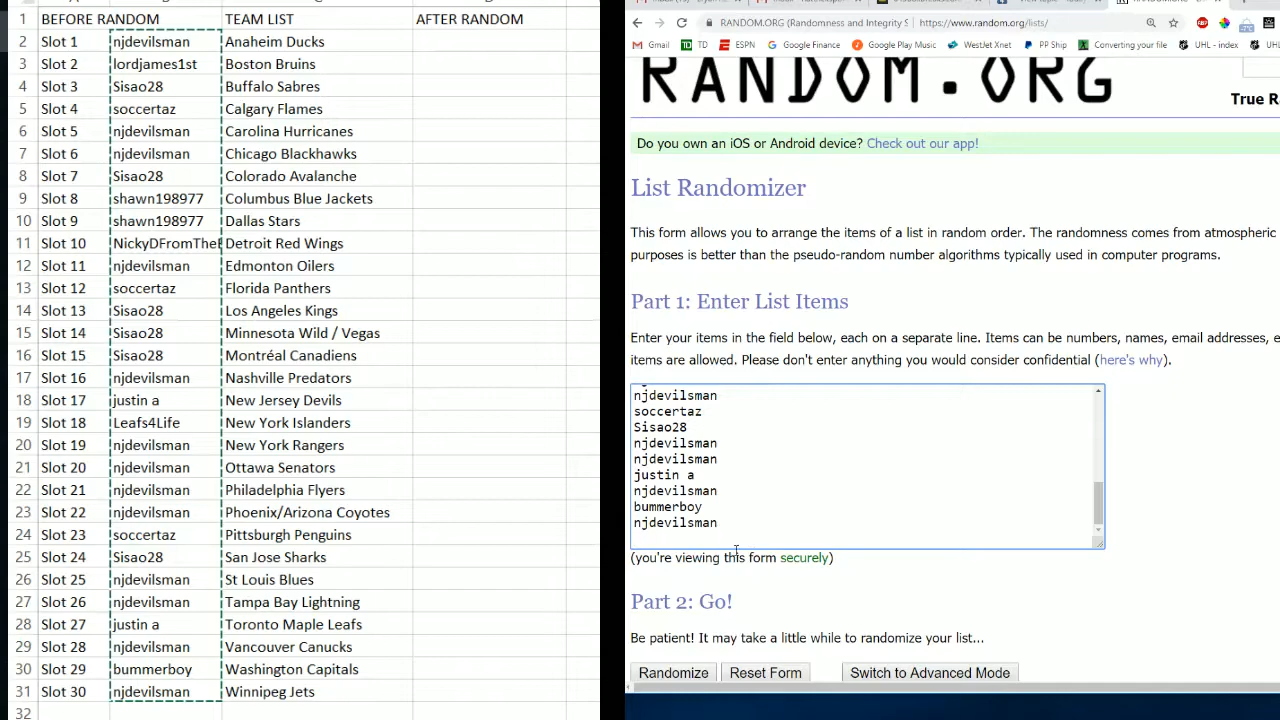 1 BEFORE RANDOM TEAM LIST AFTER RANDOM
2 Slot 1 njdevilsman Anaheim Ducks
3 Slot 2 lordjames1st Boston Bruins
4 Slot 3 Sisao28 Buffalo Sabres
5 Slot 4 soccertaz Calgary Flames
6 Slot 5 njdevilsman Carolina Hurricanes
7 Slot 6 njdevilsman Chicago Blackhawks
8 Slot 7 Sisao28 Colorado Avalanche
9 Slot 8 shawn198977 Columbus Blue Jackets
10 Slot 9 shawn198977 Dallas Stars
11 Slot 10 NickyDFromTheB Detroit Red Wings
12 Slot 11 njdevilsman Edmonton Oilers
13 Slot 12 soccertaz Florida Panthers
14 Slot 13 Sisao28 Los Angeles Kings
15 Slot 14 Sisao28 Minnesota Wild / Vegas
16 Slot 15 Sisao28 Montréal Canadiens
17 Slot 16 njdevilsman Nashville Predators
18 Slot 17 justin a New Jersey Devils
19 Slot 18 Leafs4Life New York Islanders
20 Slot 19 njdevilsman New York Rangers
21 Slot 20 njdevilsman Ottawa Senators
22 Slot 21 njdevilsman Philadelphia Flyers
23 Slot 22 njdevilsman Phoenix/Arizona Coyotes
24 Slot 23 soccertaz Pittsburgh Penguins
25 Slot 24 Sisao28 San Jose Sharks
26 Slot 25 njdevilsman St Louis Blues
27 Slot 26 njdevilsman Tampa Bay Lightning
28 Slot 27 justin a Toronto Maple Leafs
29 Slot 28 njdevilsman Vancouver Canucks
30 Slot 29 bummerboy Washington Capitals
31 Slot 30 njdevilsman Winnipeg Jets
32
RANDOM.ORG (Randomness and Integrity S https://www.random.org/lists/
Gmail TD ESPN Google Finance Google Play Music WestJet Xnet PP Ship Converting your file UHL - index UHL
RANDOM.ORG
True Ra
Do you own an iOS or Android device? Check out our app!
List Randomizer
This form allows you to arrange the items of a list in random order. The randomness comes from atmospheric
purposes is better than the pseudo-random number algorithms typically used in computer programs.
Part 1: Enter List Items
Enter your items in the field below, each on a separate line. Items can be numbers, names, email addresses, e
items are allowed. Please don't enter anything you would consider confidential (here's why).
njdevilsman
soccertaz
Sisao28
njdevilsman
njdevilsman
justin a
njdevilsman
bummerboy
njdevilsman
(you're viewing this form securely)
Part 2: Go!
Be patient! It may take a little while to randomize your list...
Randomize Reset Form Switch to Advanced Mode